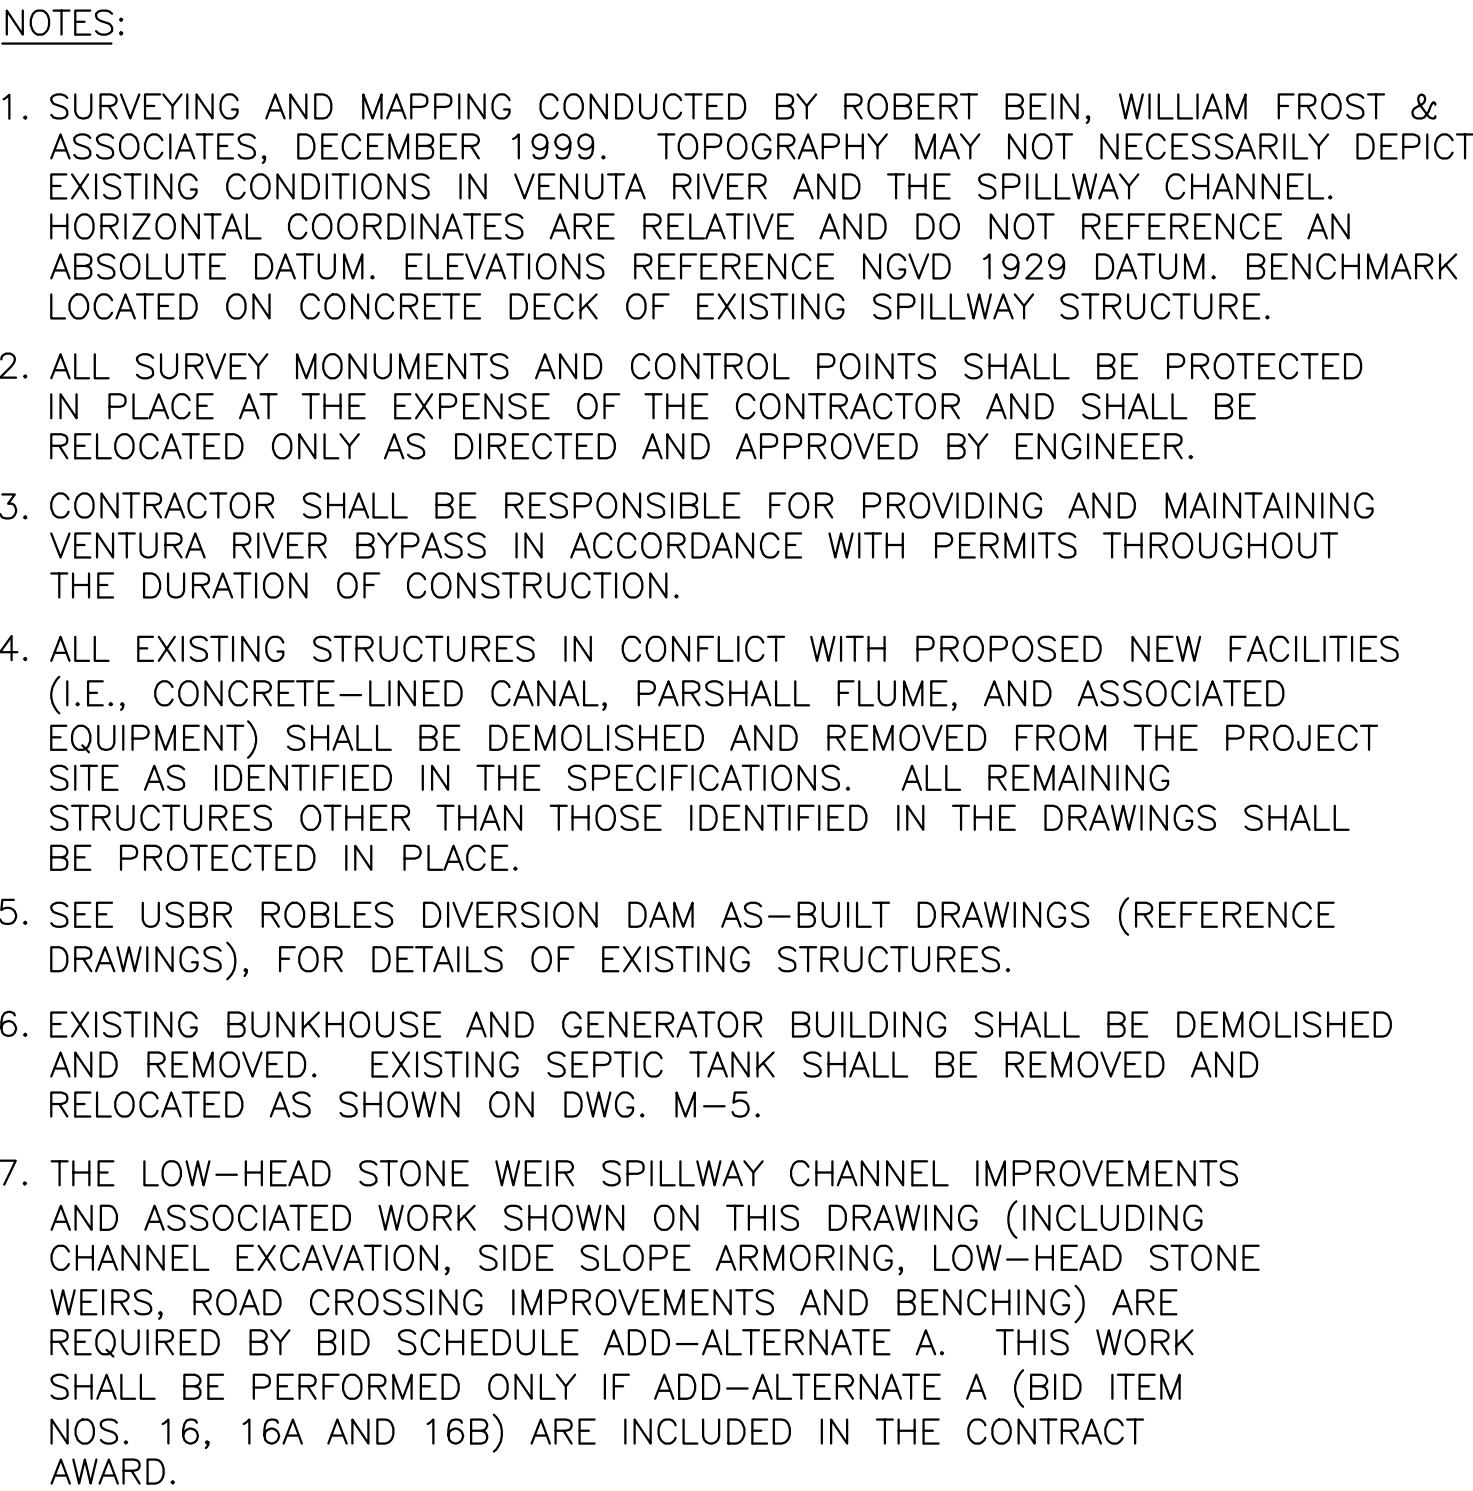 NOTES:
1. SURVEYING AND MAPPING CONDUCTED BY ROBERT BEIN, WILLIAM FROST &
ASSOCIATES, DECEMBER 1999. TOPOGRAPHY MAY NOT NECESSARILY DEPICT
EXISTING CONDITIONS IN VENUTA RIVER AND THE SPILLWAY CHANNEL.
HORIZONTAL COORDINATES ARE RELATIVE AND DO NOT REFERENCE AN
ABSOLUTE DATUM. ELEVATIONS REFERENCE NGVD 1929 DATUM. BENCHMARK
LOCATED ON CONCRETE DECK OF EXISTING SPILLWAY STRUCTURE.
2. ALL SURVEY MONUMENTS AND CONTROL POINTS SHALL BE PROTECTED
IN PLACE AT THE EXPENSE OF THE CONTRACTOR AND SHALL BE
RELOCATED ONLY AS DIRECTED AND APPROVED BY ENGINEER.
3. CONTRACTOR SHALL BE RESPONSIBLE FOR PROVIDING AND MAINTAINING
VENTURA RIVER BYPASS IN ACCORDANCE WITH PERMITS THROUGHOUT
THE DURATION OF CONSTRUCTION.
4. ALL EXISTING STRUCTURES IN CONFLICT WITH PROPOSED NEW FACILITIES
(I.E., CONCRETE-LINED CANAL, PARSHALL FLUME, AND ASSOCIATED
EQUIPMENT) SHALL BE DEMOLISHED AND REMOVED FROM THE PROJECT
SITE AS IDENTIFIED IN THE SPECIFICATIONS. ALL REMAINING
STRUCTURES OTHER THAN THOSE IDENTIFIED IN THE DRAWINGS SHALL
BE PROTECTED IN PLACE.
5. SEE USBR ROBLES DIVERSION DAM AS-BUILT DRAWINGS (REFERENCE
DRAWINGS), FOR DETAILS OF EXISTING STRUCTURES.
6. EXISTING BUNKHOUSE AND GENERATOR BUILDING SHALL BE DEMOLISHED
AND REMOVED. EXISTING SEPTIC TANK SHALL BE REMOVED AND
RELOCATED AS SHOWN ON DWG. M-5.
7. THE LOW-HEAD STONE WEIR SPILLWAY CHANNEL IMPROVEMENTS
AND ASSOCIATED WORK SHOWN ON THIS DRAWING (INCLUDING
CHANNEL EXCAVATION, SIDE SLOPE ARMORING, LOW-HEAD STONE
WEIRS, ROAD CROSSING IMPROVEMENTS AND BENCHING) ARE
REQUIRED BY BID SCHEDULE ADD-ALTERNATE A. THIS WORK
SHALL BE PERFORMED ONLY IF ADD-ALTERNATE A (BID ITEM
NOS. 16, 16A AND 16B) ARE INCLUDED IN THE CONTRACT
AWARD.